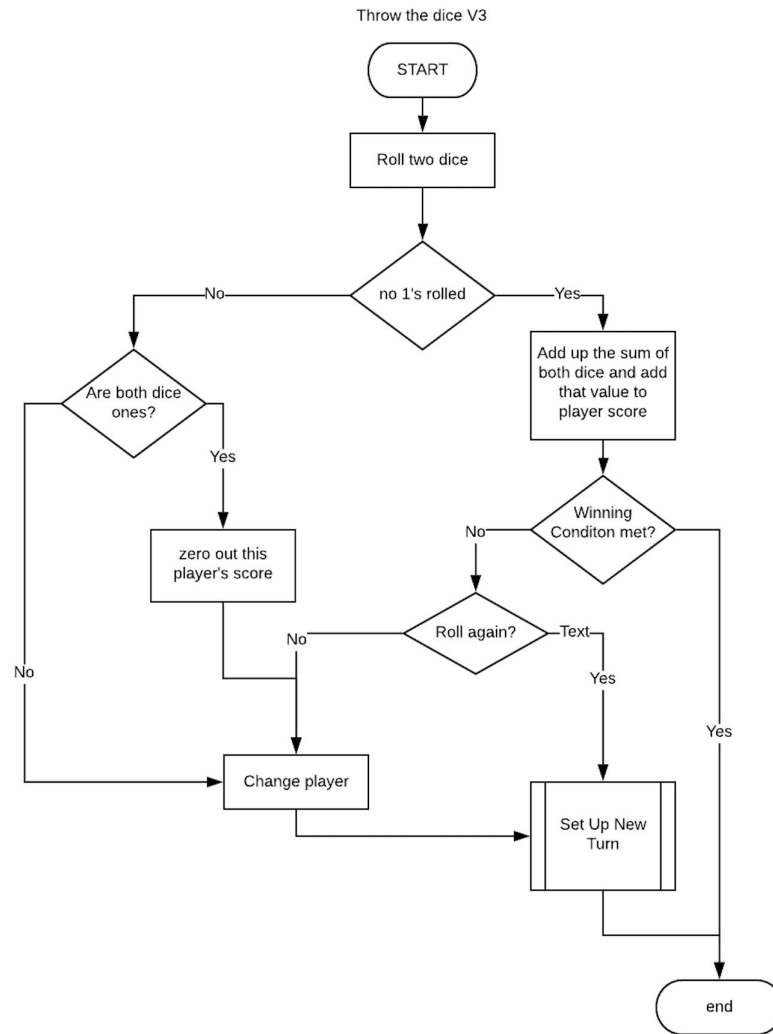 Throw the dice V3
START
Roll two dice
no 1's rolled
No
Yes
Are both dice
ones?
Add up the sum of
both dice and add
that value to
player score
Yes
Winning
Conditon met?
No
zero out this
player's score
Roll again?
Text
No
No
Yes
Yes
Change player
Set Up New
Turn
end